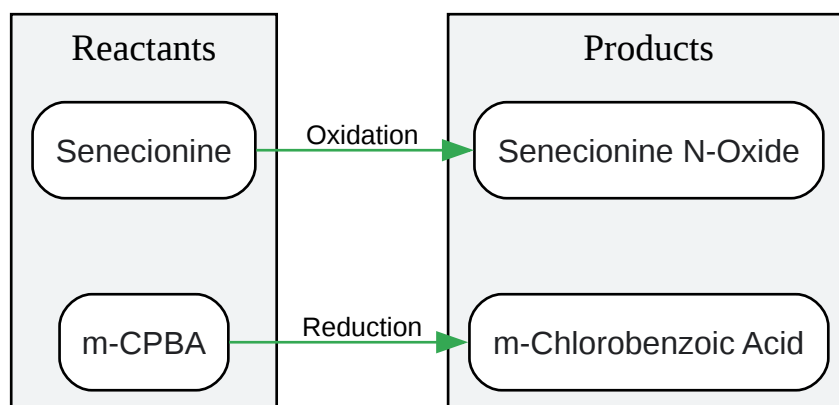 Reactants
Products
Senecionine
Oxidation
Senecionine N-Oxide
m-CPBA
Reduction
m-Chlorobenzoic Acid